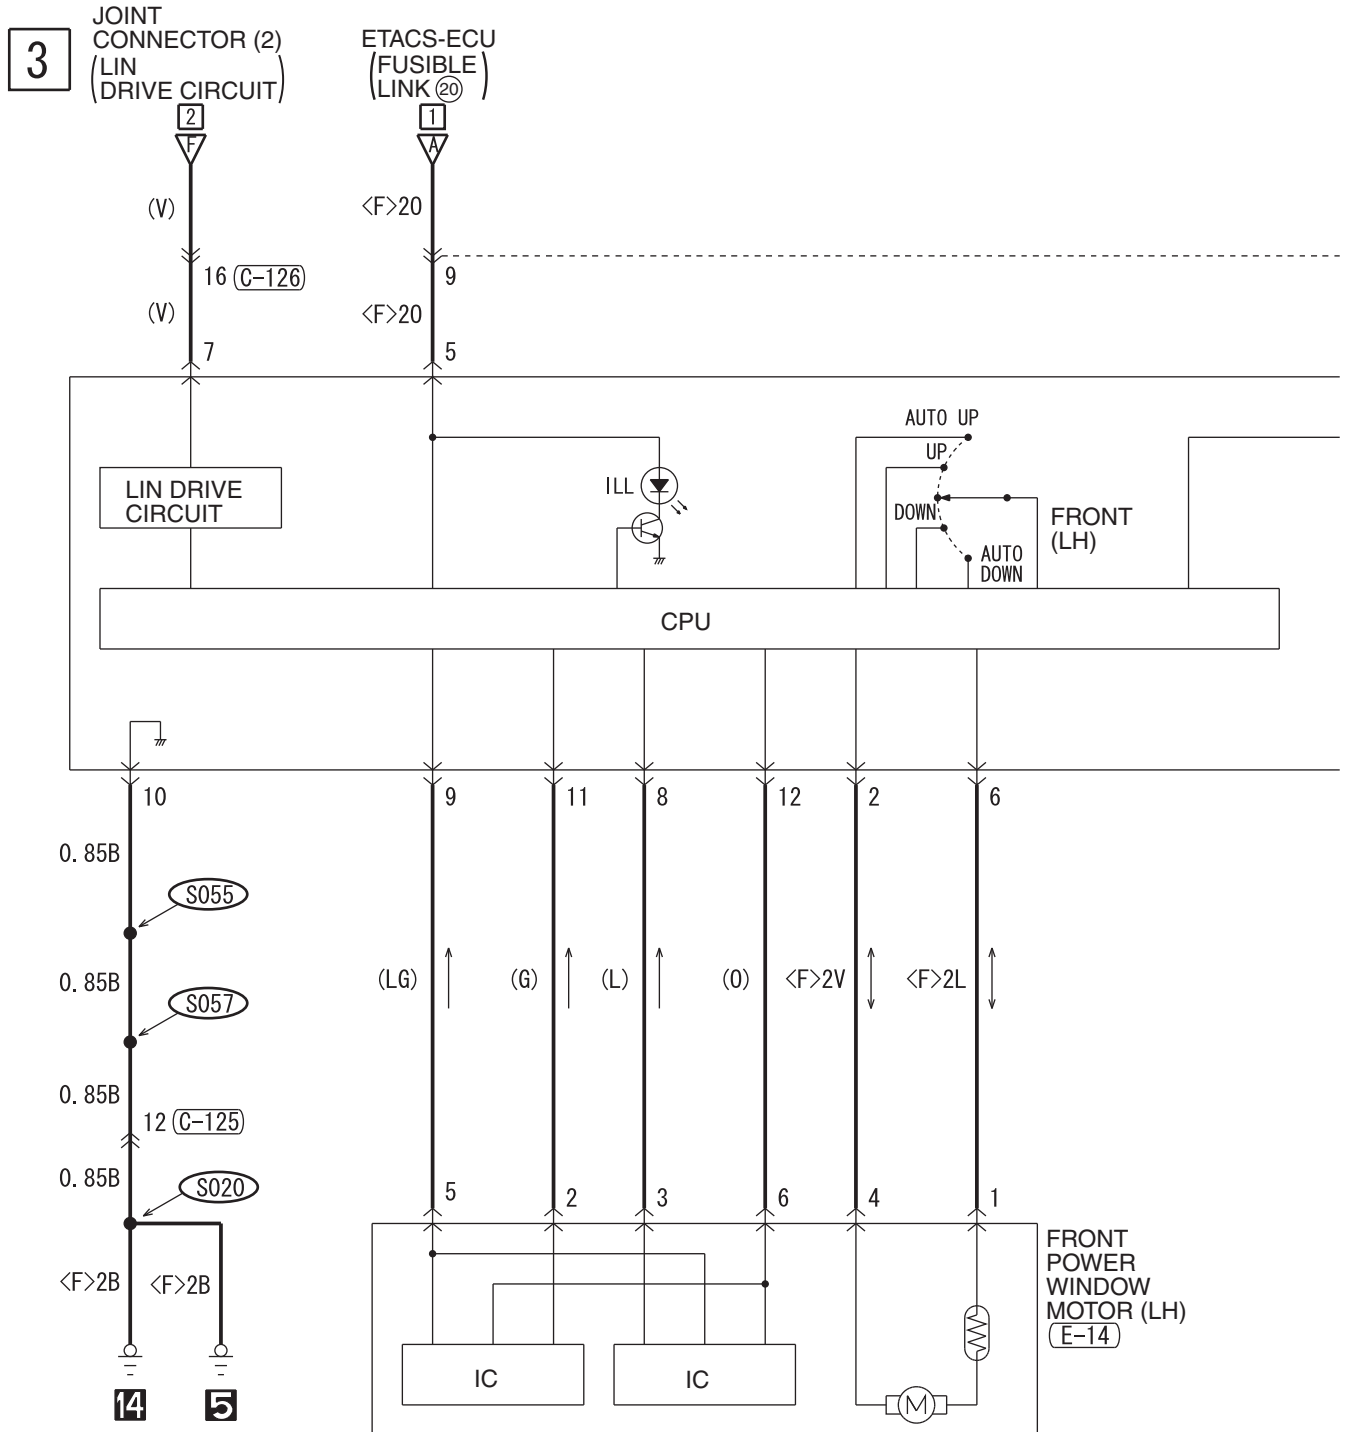 3
JOINT
CONNECTOR (2)
(LIN
DRIVE CIRCUIT)
2
F
ETACS-ECU
(FUSIBLE
LINK ⑳)
1
A
(V)
<F>20
16 C-126
9
(V)
<F>20
7
5
LIN DRIVE
CIRCUIT
ILL
AUTO UP
UP
DOWN
AUTO
DOWN
FRONT
(LH)
CPU
10
9
11
8
12
2
6
0.85B
S055
0.85B
S057
(LG)
(G)
(L)
(O)
<F>2V
<F>2L
0.85B
12 C-125
0.85B
S020
5
2
3
6
4
1
<F>2B
<F>2B
14
5
IC
IC
M
FRONT
POWER
WINDOW
MOTOR (LH)
E-14